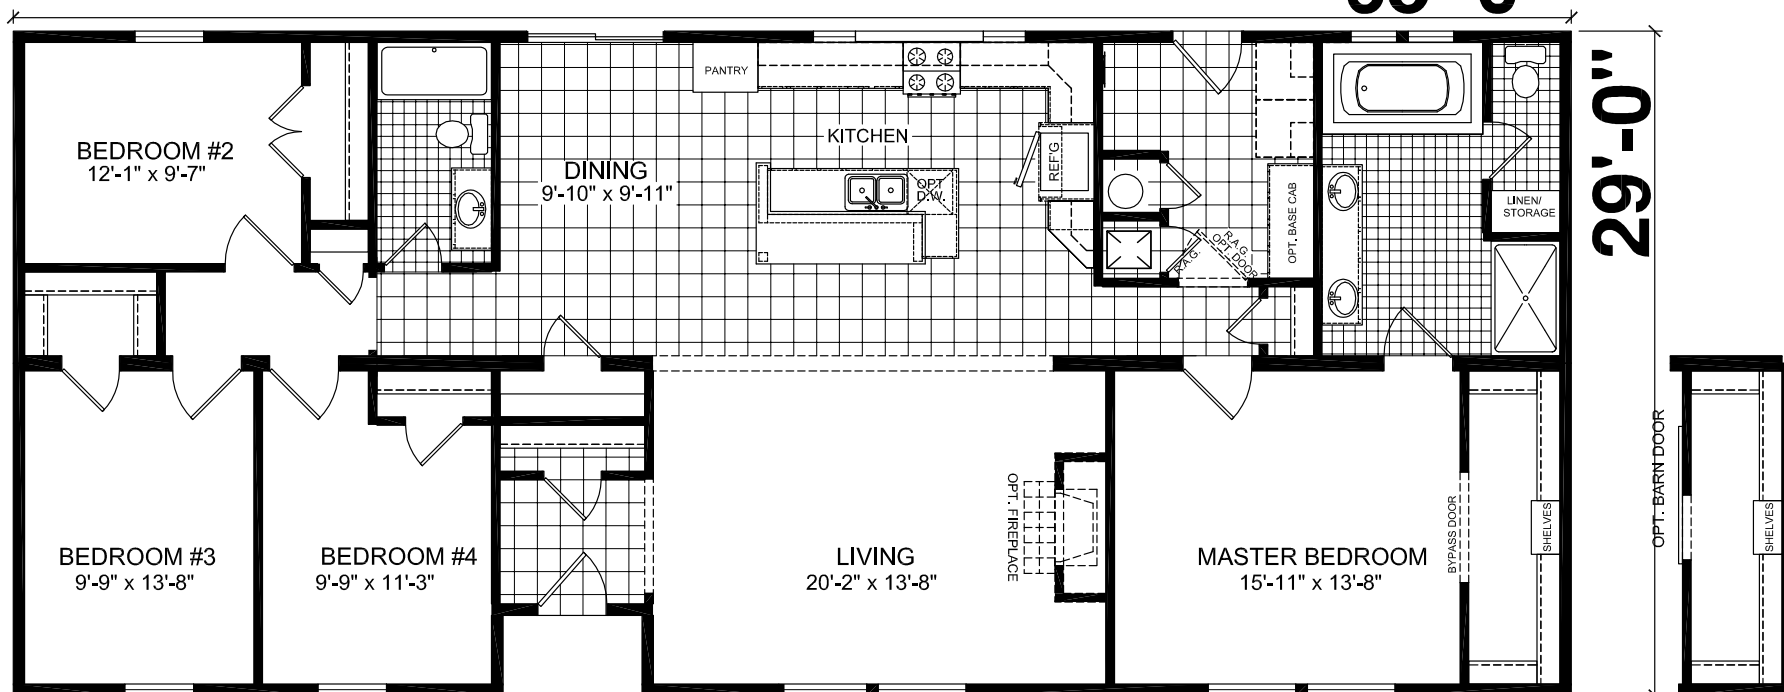 29'-0"
PANTRY
KITCHEN
BEDROOM #2
12'-1" x 9'-7"
DINING
9'-10" x 9'-11"
REF'G
OPT
D.W.
LINEN/
STORAGE
OPT. BASE CAB
R.A.G
OPT. DOOR
R.A.G.
OPT. BARN DOOR
OPT. FIREPLACE
BYPASS DOOR
SHELVES
SHELVES
BEDROOM #3
9'-9" x 13'-8"
BEDROOM #4
9'-9" x 11'-3"
LIVING
20'-2" x 13'-8"
MASTER BEDROOM
15'-11" x 13'-8"